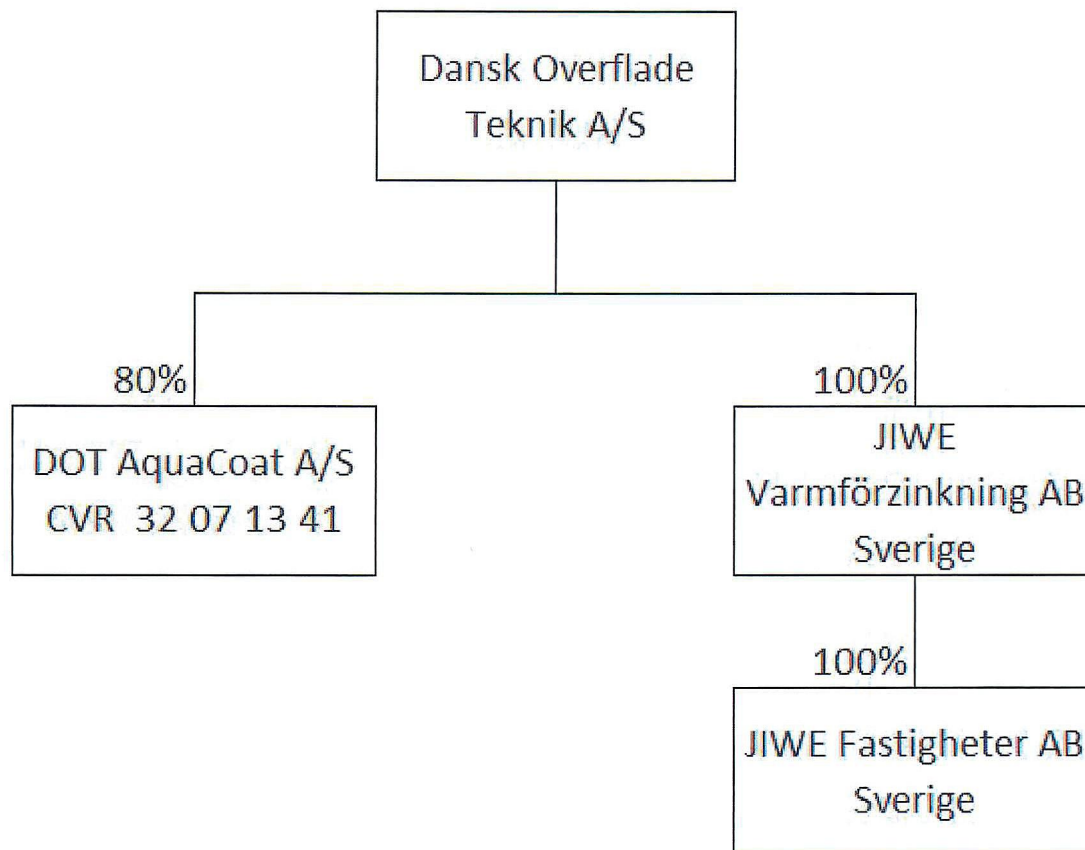 Dansk Overflade
Teknik A/S
80%
100%
DOT AquaCoat A/S
CVR 32 07 13 41
JIWE
Varmförzinkning AB
Sverige
100%
JIWE Fastigheter AB
Sverige